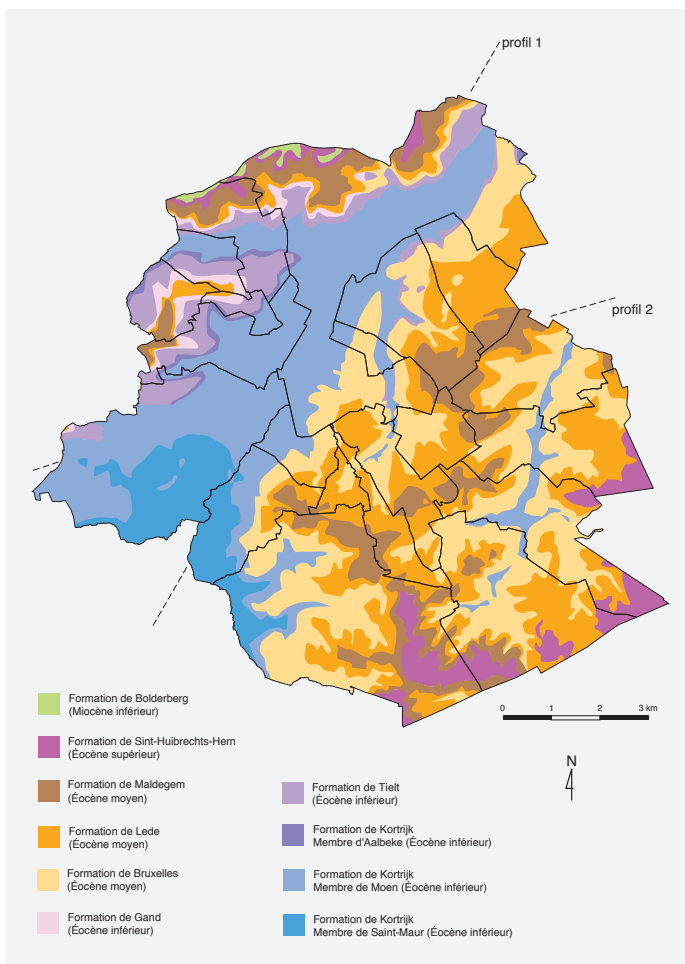 profil 1
profil 2
Formation de Bolderberg
(Miocène inférieur)
Formation de Sint-Huibrechts-Hern
(Éocène supérieur)
Formation de Maldegem
(Éocène moyen)
Formation de Lede
(Éocène moyen)
Formation de Bruxelles
(Éocène moyen)
Formation de Gand
(Éocène inférieur)
Formation de Tielt
(Éocène inférieur)
Formation de Kortrijk
Membre d'Aalbeke (Éocène inférieur)
Formation de Kortrijk
Membre de Moen (Éocène inférieur)
Formation de Kortrijk
Membre de Saint-Maur (Éocène inférieur)
0 1 2 3 km
N